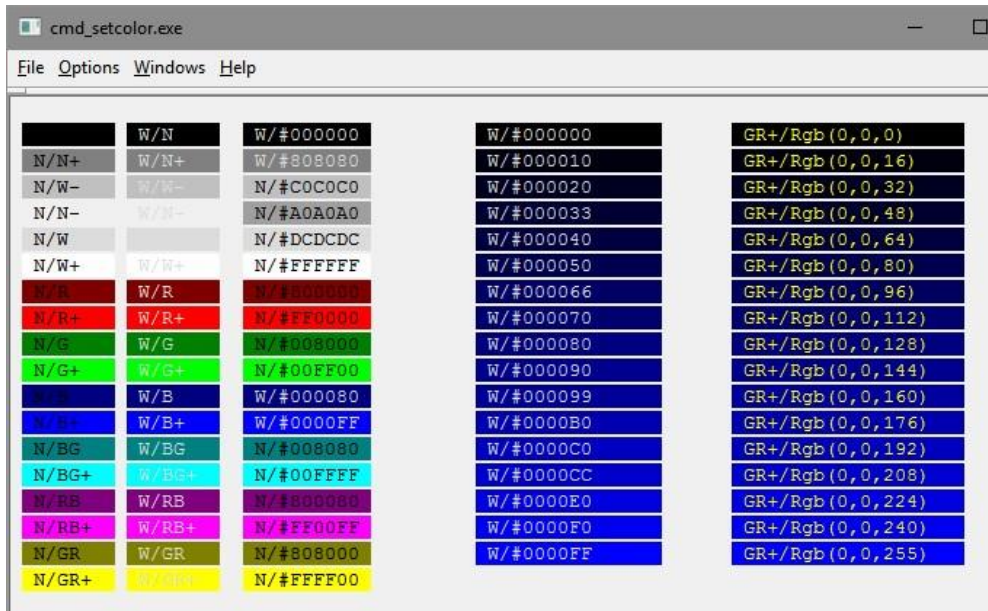 cmd_setcolor.exe
File Options Windows Help
W/N W/#000000 W/#000000 GR+/Rgb(0,0,0)
N/N+ W/N+ W/#808080 W/#000010 GR+/Rgb(0,0,16)
N/W- W/W- N/#C0C0C0 W/#000020 GR+/Rgb(0,0,32)
N/N- W/N- N/#A0A0A0 W/#000033 GR+/Rgb(0,0,48)
N/W N/#DCDCDC W/#000040 GR+/Rgb(0,0,64)
N/W+ W/W+ N/#FFFFFF W/#000050 GR+/Rgb(0,0,80)
N/R W/R N/#800000 W/#000066 GR+/Rgb(0,0,96)
N/R+ W/R+ N/#FF0000 W/#000070 GR+/Rgb(0,0,112)
N/G W/G N/#008000 W/#000080 GR+/Rgb(0,0,128)
N/G+ W/G+ N/#00FF00 W/#000090 GR+/Rgb(0,0,144)
W/B W/#000080 W/#000099 GR+/Rgb(0,0,160)
N/B+ W/B+ W/#0000FF W/#0000B0 GR+/Rgb(0,0,176)
N/BG W/BG N/#008080 W/#0000C0 GR+/Rgb(0,0,192)
N/BG+ W/BG+ N/#00FFFF W/#0000CC GR+/Rgb(0,0,208)
N/RB W/RB N/#800080 W/#0000E0 GR+/Rgb(0,0,224)
N/RB+ W/RB+ N/#FF00FF W/#0000F0 GR+/Rgb(0,0,240)
N/GR W/GR N/#808000 W/#0000FF GR+/Rgb(0,0,255)
N/GR+ W/GR+ N/#FFFF00